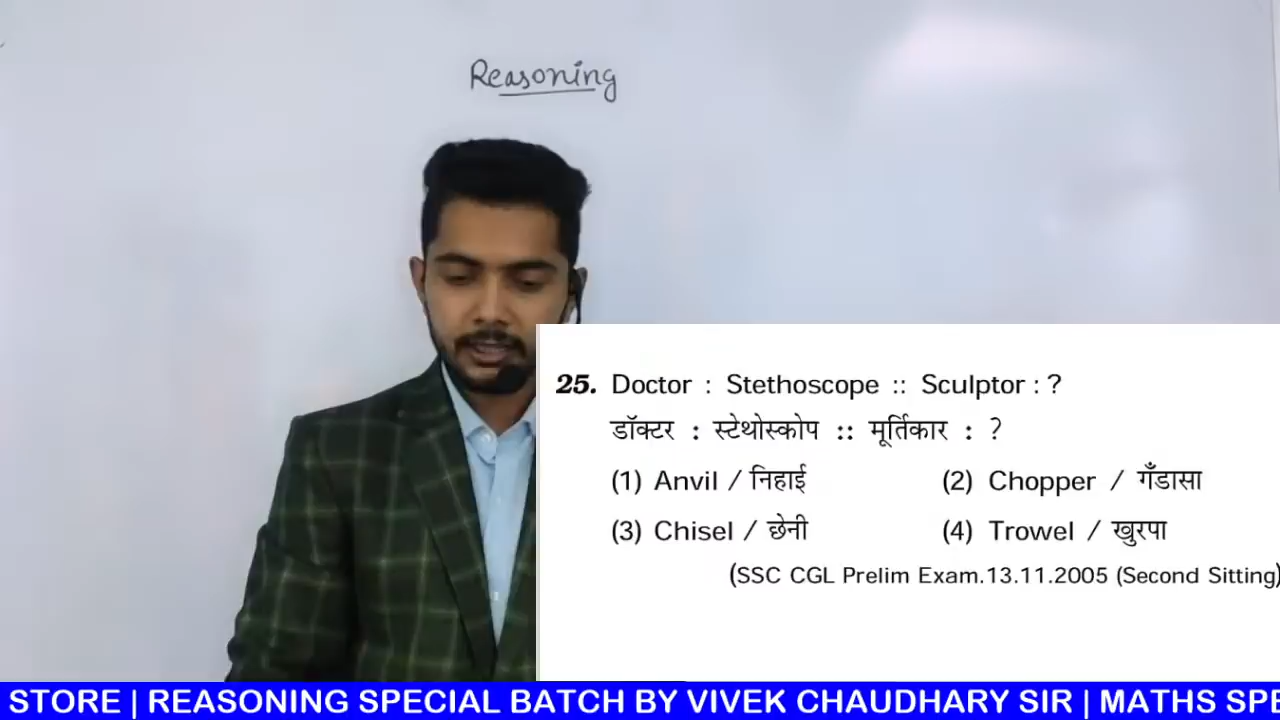 Reasoning
25. Doctor : Stethoscope :: Sculptor : ?
डॉक्टर : स्टेथोस्कोप :: मूर्तिकार : ?
(1) Anvil / निहाई (2) Chopper / गँडासा
(3) Chisel / छेनी (4) Trowel / खुरपा
(SSC CGL Prelim Exam.13.11.2005 (Second Sitting)
STORE | REASONING SPECIAL BATCH BY VIVEK CHAUDHARY SIR | MATHS SPE